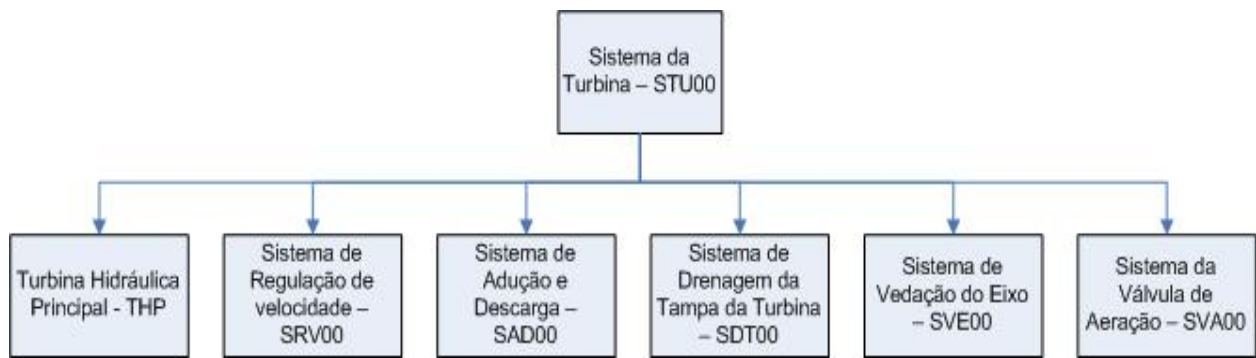 Sistema da
Turbina – STU00
Turbina Hidráulica
Principal - THP
Sistema de
Regulação de
velocidade –
SRV00
Sistema de
Adução e
Descarga –
SAD00
Sistema de
Drenagem da
Tampa da Turbina
– SDT00
Sistema de
Vedação do Eixo
– SVE00
Sistema da
Válvula de
Aeração – SVA00